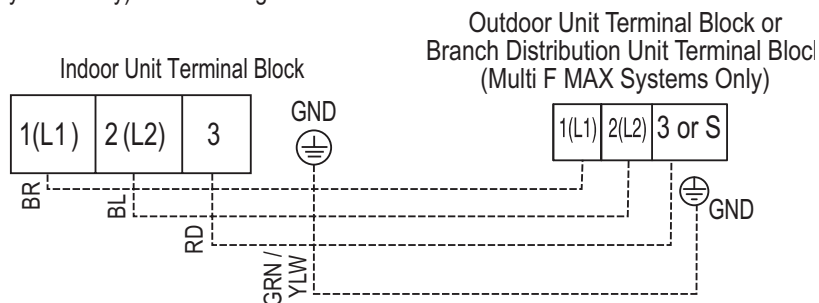 Outdoor Unit Terminal Block or
Branch Distribution Unit Terminal
(Multi F MAX Systems Only)
Indoor Unit Terminal Block
1(L1)
2(L2)
3
GND
1(L1)
2(L2)
3 or S
GND
BR
BL
RD
GRN /
YLW